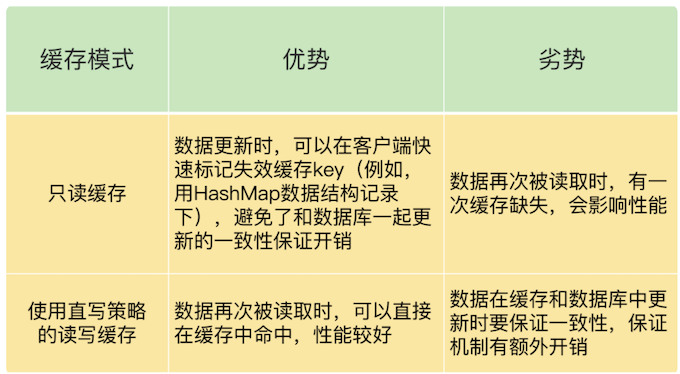 缓存模式
优势
劣势
只读缓存
数据更新时，可以在客户端快
速标记失效缓存key（例如，
用HashMap数据结构记录
下），避免了和数据库一起更
新的一致性保证开销
数据再次被读取时，有一
次缓存缺失，会影响性能
使用直写策略
的读写缓存
数据再次被读取时，可以直接
在缓存中命中，性能较好
数据在缓存和数据库中更
新时要保证一致性，保证
机制有额外开销